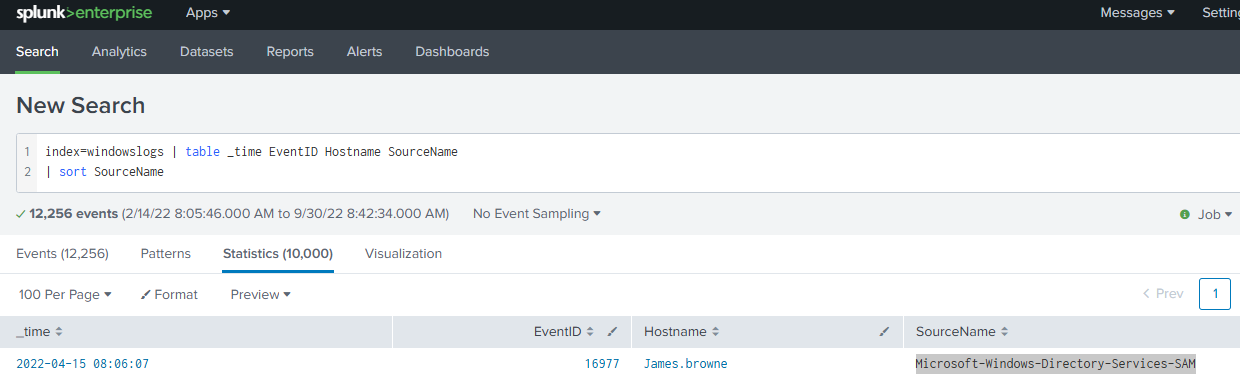 splunk>enterprise Apps Messages
Search Analytics Datasets Reports Alerts Dashboards
New Search
1 index=windowslogs | table _time EventID Hostname SourceName
2 | sort SourceName
12,256 events (2/14/22 8:05:46.000 AM to 9/30/22 8:42:34.000 AM) No Event Sampling Job
Events (12,256) Patterns Statistics (10,000) Visualization
100 Per Page Format Preview Prev 1
_time EventID Hostname SourceName
2022-04-15 08:06:07 16977 James.browne Microsoft-Windows-Directory-Services-SAM